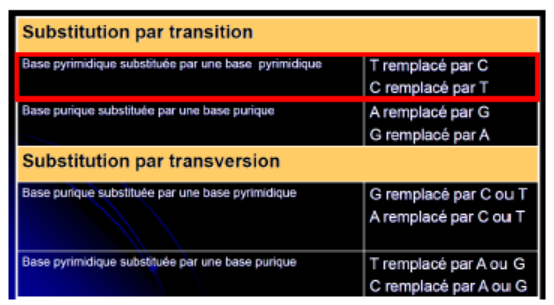 Substitution par transition
Base pyrimidique substituée par une base pyrimidique
T remplacé par C
C remplacé par T
Base purique substituée par une base purique
A remplacé par G
G remplacé par A
Substitution par transversion
Base purique substituée par une base pyrimidique
G remplacé par C ou T
A remplacé par C ou T
Base pyrimidique substituée par une base purique
T remplacé par A ou G
C remplacé par A ou G